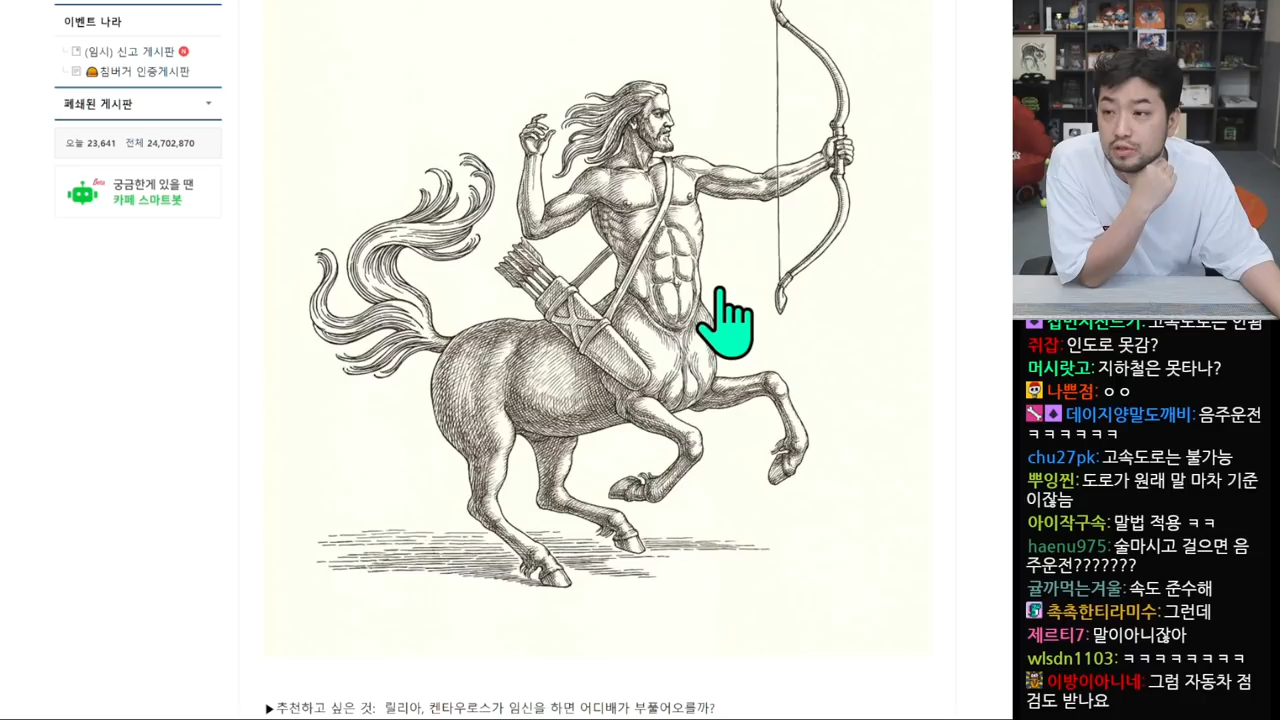 이벤트 나라
(임시) 신고 게시판 N
침버거 인증게시판
폐쇄된 게시판
오늘 23,641 전체 24,702,870
Beta
궁금한게 있을 땐
카페 스마트봇
▶추천하고 싶은 것; 릴리아, 켄타우로스가 임신을 하면 어디배가 부풀어오를까?
고속도로는 안됨
쥐잡: 인도로 못감?
머시랏고: 지하철은 못타나?
나쁜점: ㅇㅇ
데이지양말도깨비: 음주운전
ㅋㅋㅋㅋㅋㅋ
chu27pk: 고속도로는 불가능
뿌잉찐: 도로가 원래 말 마차 기준
이잖늠
아이작구속: 말법 적용 ㅋㅋ
haenu975: 술마시고 걸으면 음
주운전???????
귤까먹는겨울: 속도 준수해
촉촉한티라미수: 그런데
제르티7: 말이아니잖아
wlsdn1103: ㅋㅋㅋㅋㅋㅋㅋㅋ
이방이아니네: 그럼 자동차 점
검도 받나요